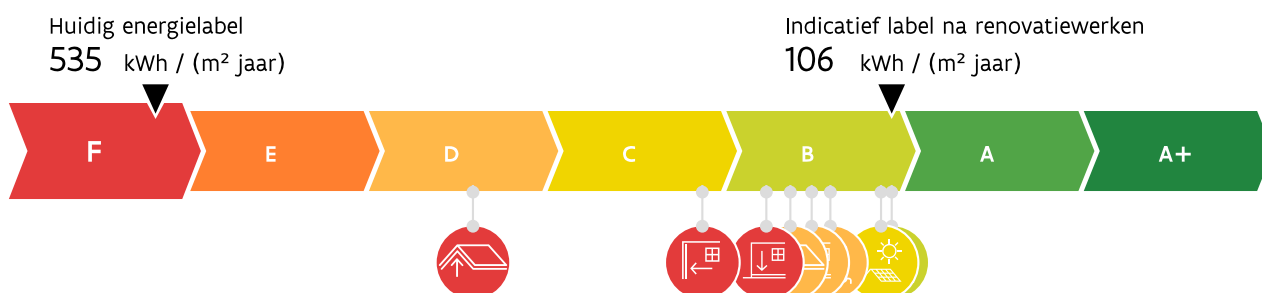 Huidig energielabel
535 kWh / (m² jaar)
Indicatief label na renovatiewerken
106 kWh / (m² jaar)
F E D C B A A+